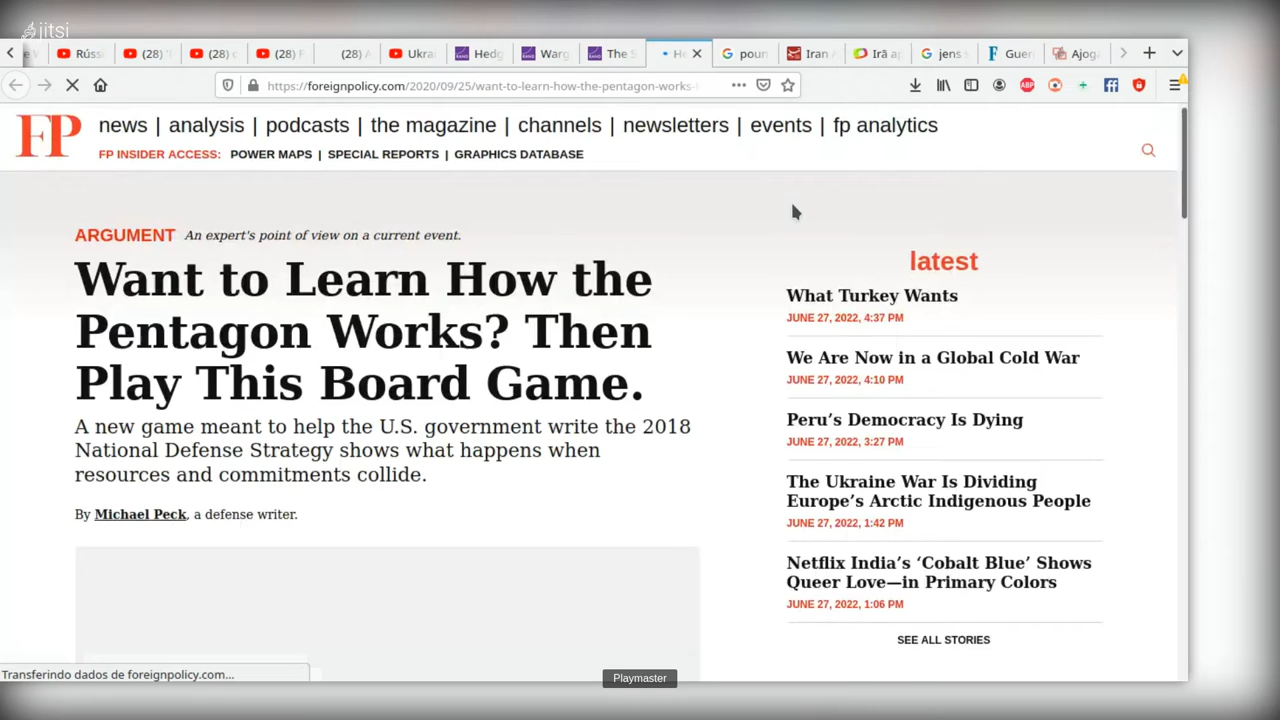 jitsi
Rúss
(28) "
(28) c
(28) F
(28) A
Ukrai
Hedg
Warg
The S
He
poun
Iran A
Irã ap
jens s
Guer
Ajoga
https://foreignpolicy.com/2020/09/25/want-to-learn-how-the-pentagon-works-
ABP
FP
news | analysis | podcasts | the magazine | channels | newsletters | events | fp analytics
FP INSIDER ACCESS: POWER MAPS | SPECIAL REPORTS | GRAPHICS DATABASE
ARGUMENT An expert's point of view on a current event.
Want to Learn How the
Pentagon Works? Then
Play This Board Game.
A new game meant to help the U.S. government write the 2018
National Defense Strategy shows what happens when
resources and commitments collide.
By Michael Peck, a defense writer.
latest
What Turkey Wants
JUNE 27, 2022, 4:37 PM
We Are Now in a Global Cold War
JUNE 27, 2022, 4:10 PM
Peru's Democracy Is Dying
JUNE 27, 2022, 3:27 PM
The Ukraine War Is Dividing
Europe's Arctic Indigenous People
JUNE 27, 2022, 1:42 PM
Netflix India's ‘Cobalt Blue’ Shows
Queer Love—in Primary Colors
JUNE 27, 2022, 1:06 PM
SEE ALL STORIES
Transferindo dados de foreignpolicy.com...
Playmaster